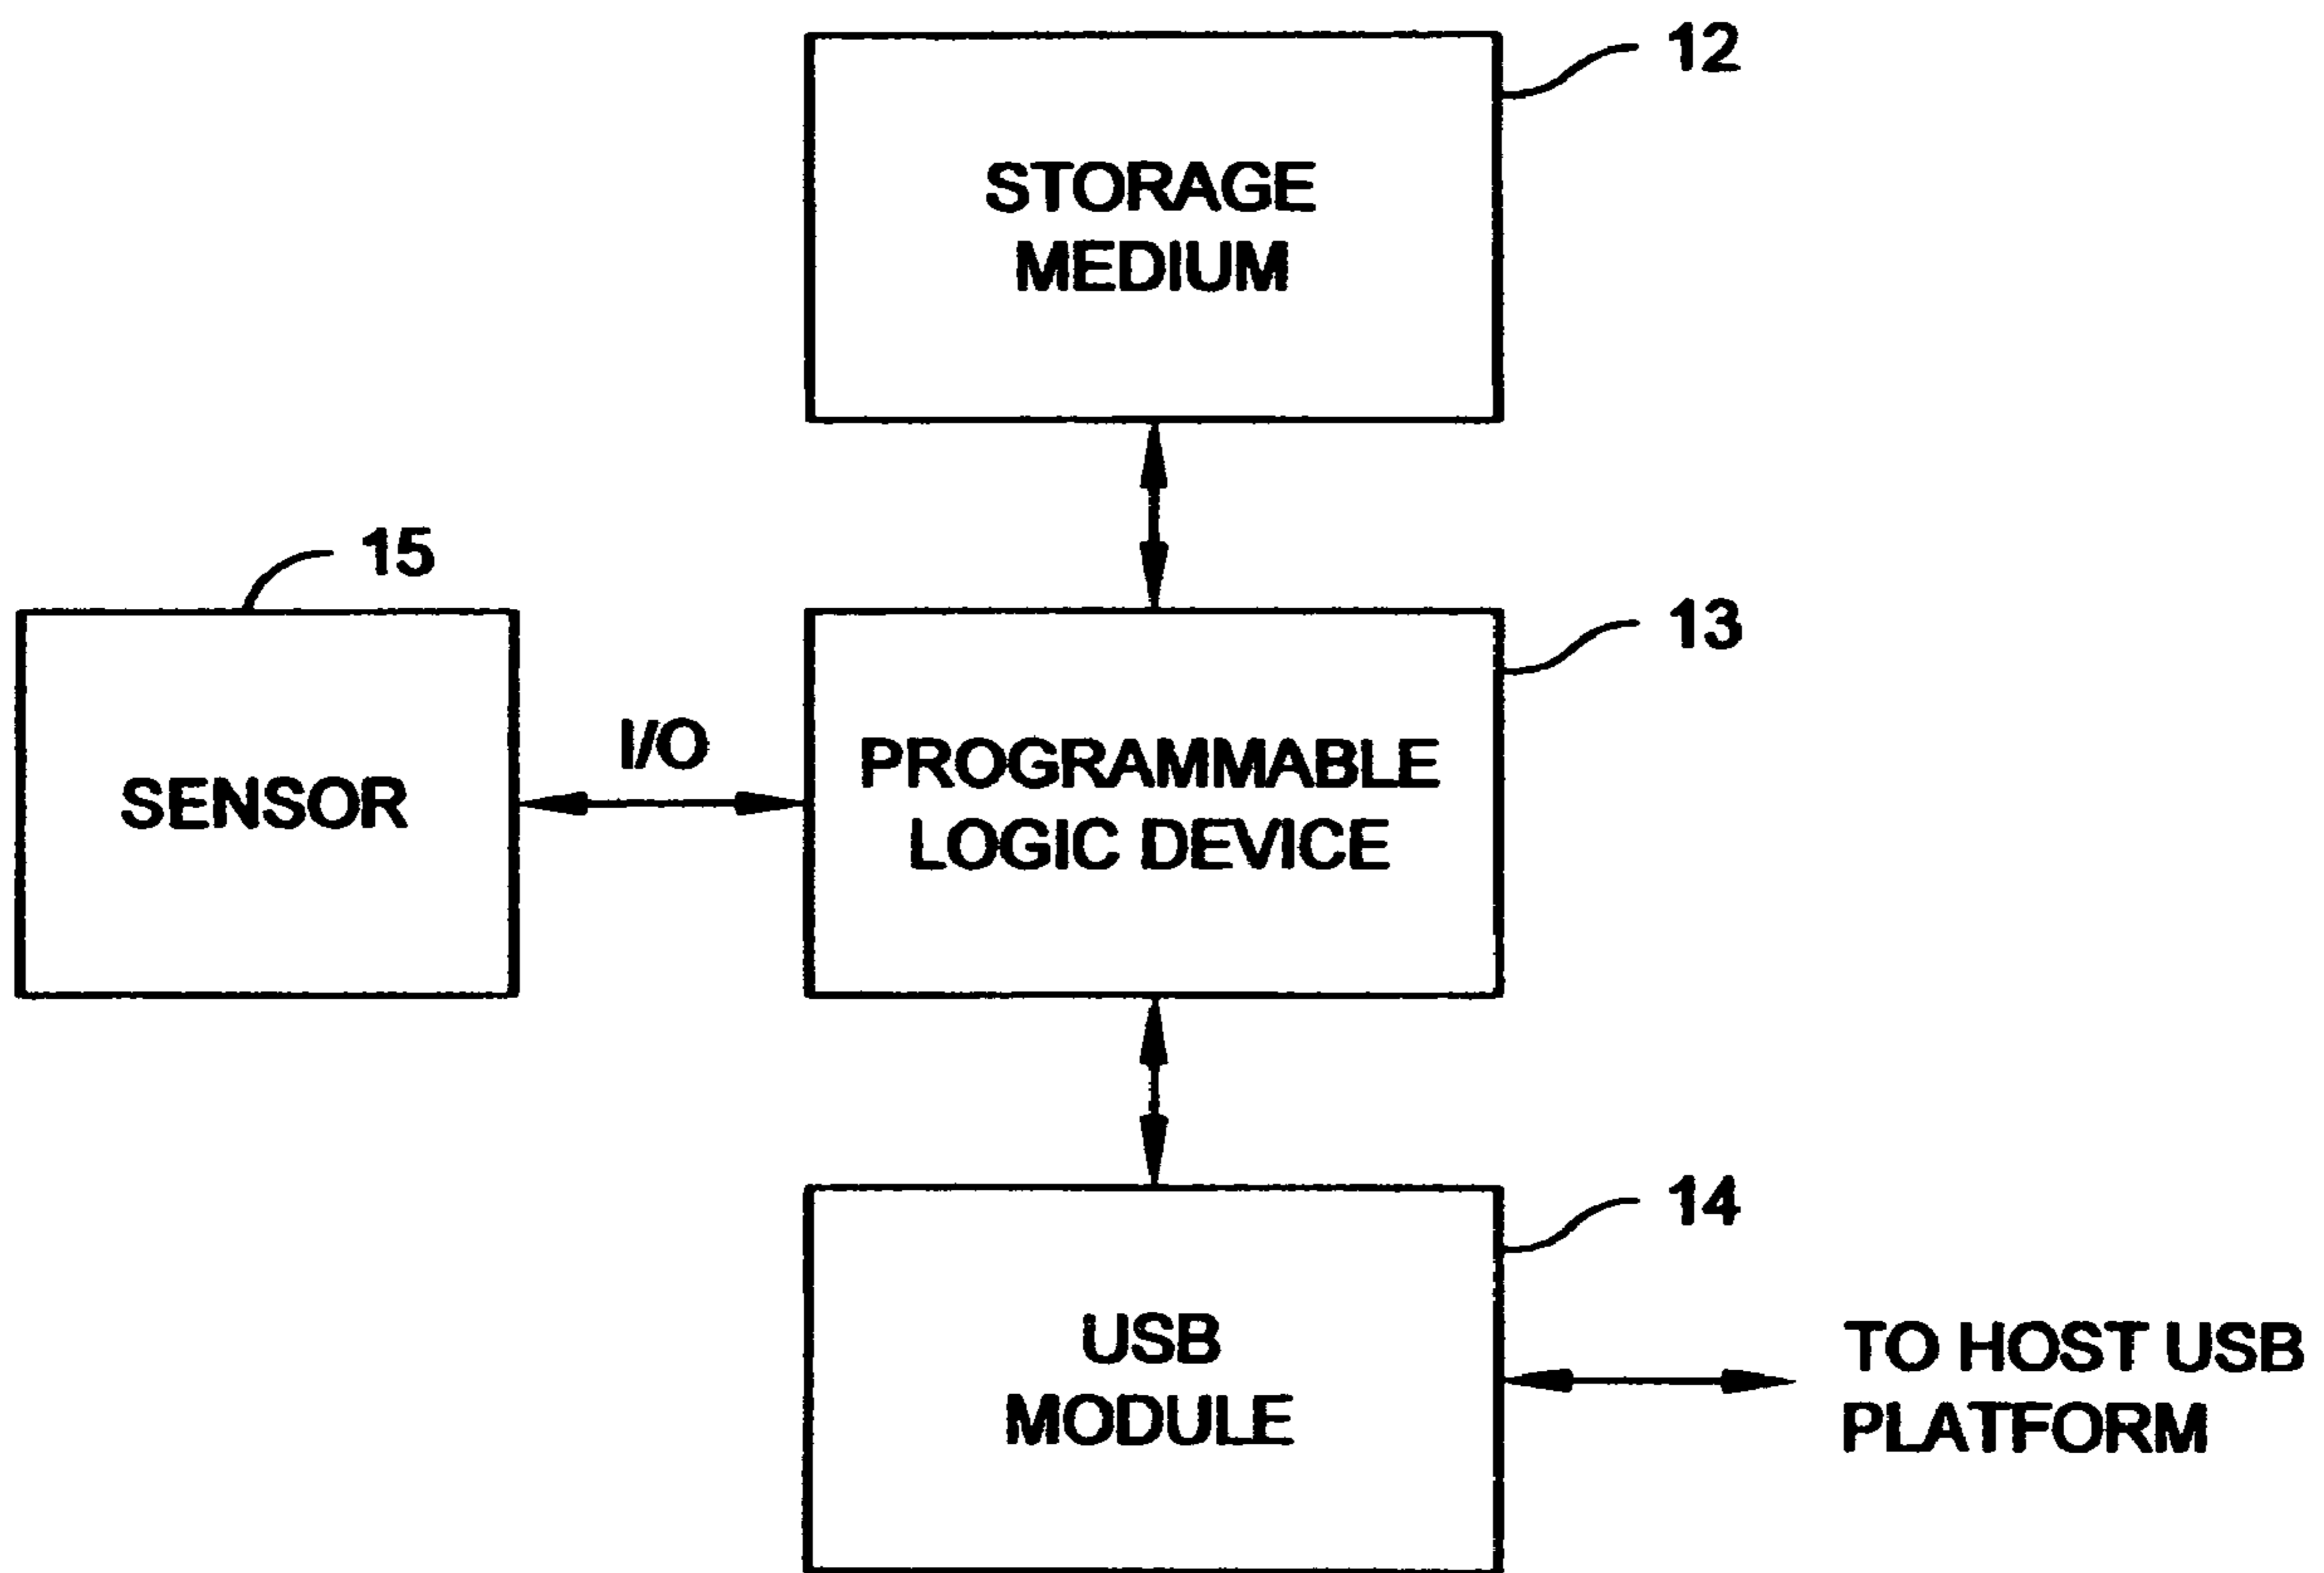 12
STORAGE
MEDIUM
15
13
I/O
SENSOR
PROGRAMMABLE
LOGIC DEVICE
14
USB
MODULE
TO HOST USB
PLATFORM